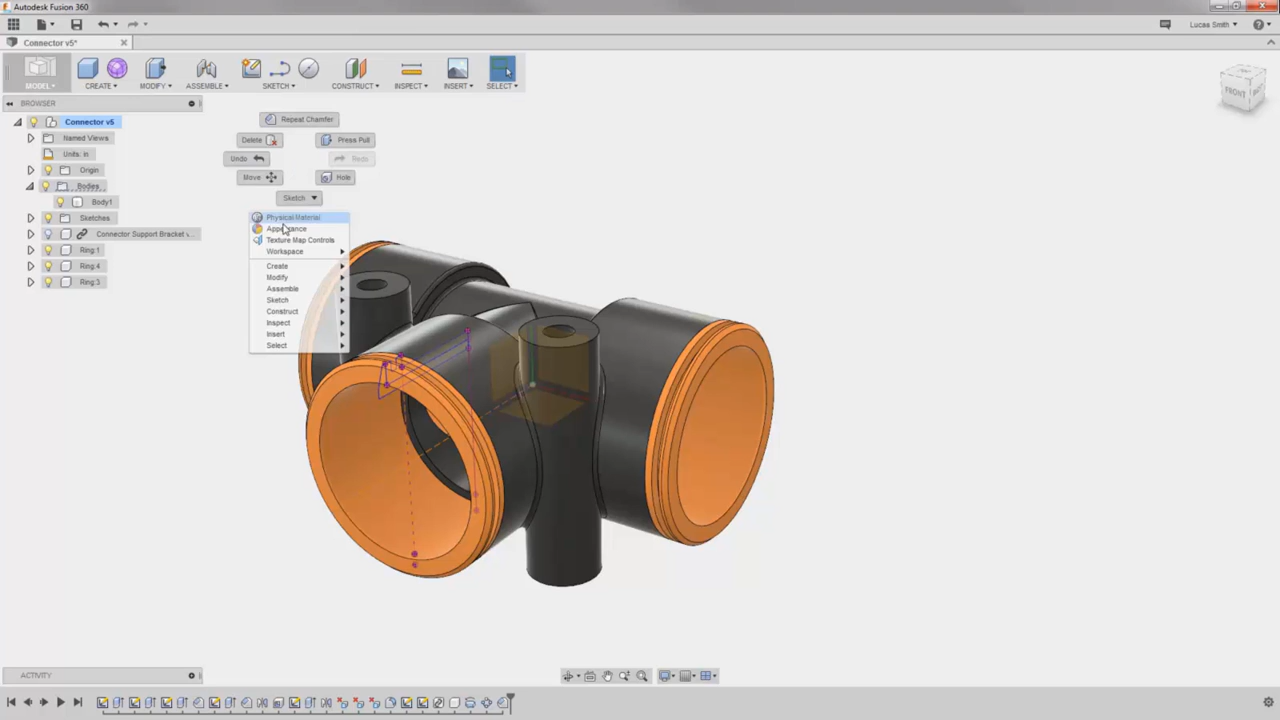 Autodesk Fusion 360
Lucas Smith
Connector v5*
MODEL
CREATE
MODIFY
ASSEMBLE
SKETCH
CONSTRUCT
INSPECT
INSERT
SELECT
BROWSER
FRONT
Connector v5
Named Views
Units: in
Origin
Bodies
Body1
Sketches
Connector Support Bracket v...
Ring:1
Ring:4
Ring:3
Repeat Chamfer
Delete
Press Pull
Undo
Redo
Move
Hole
Sketch
Physical Material
Appearance
Texture Map Controls
Workspace
Create
Modify
Assemble
Sketch
Construct
Inspect
Insert
Select
ACTIVITY